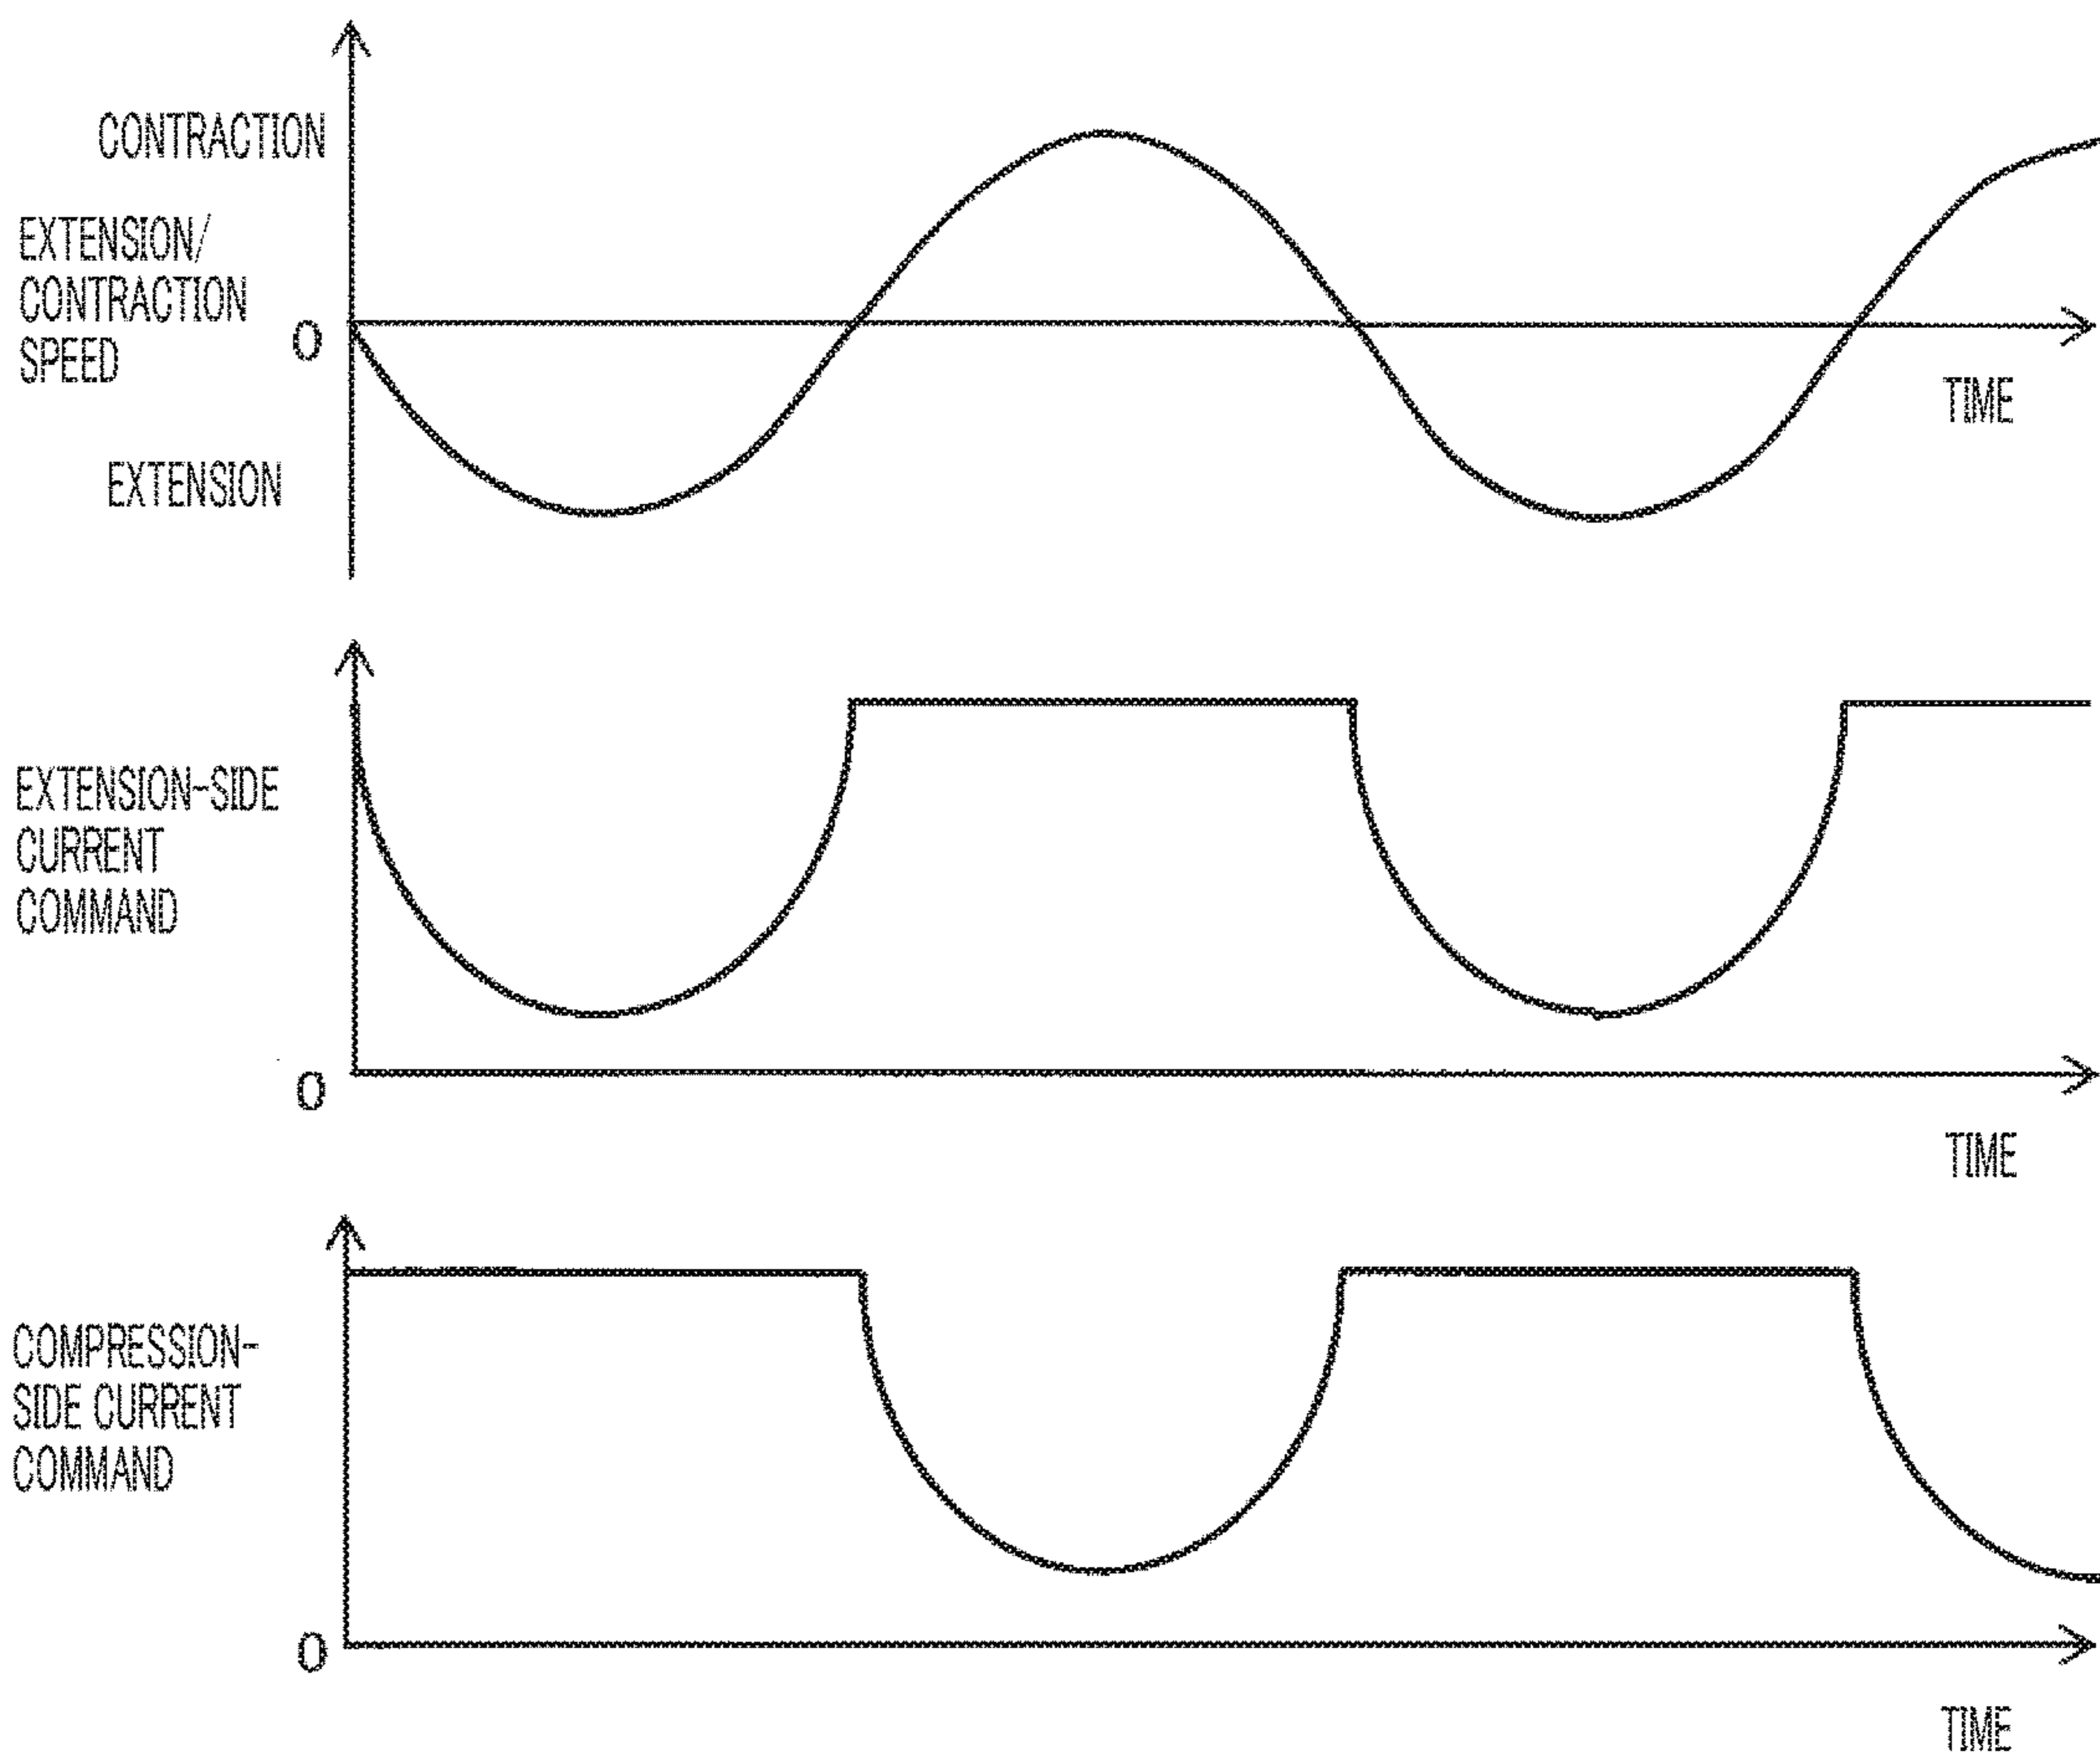 CONTRACTION
EXTENSION/
CONTRACTION
SPEED
0
EXTENSION
TIME
EXTENSION-SIDE
CURRENT
COMMAND
0
TIME
COMPRESSION-
SIDE CURRENT
COMMAND
0
TIME